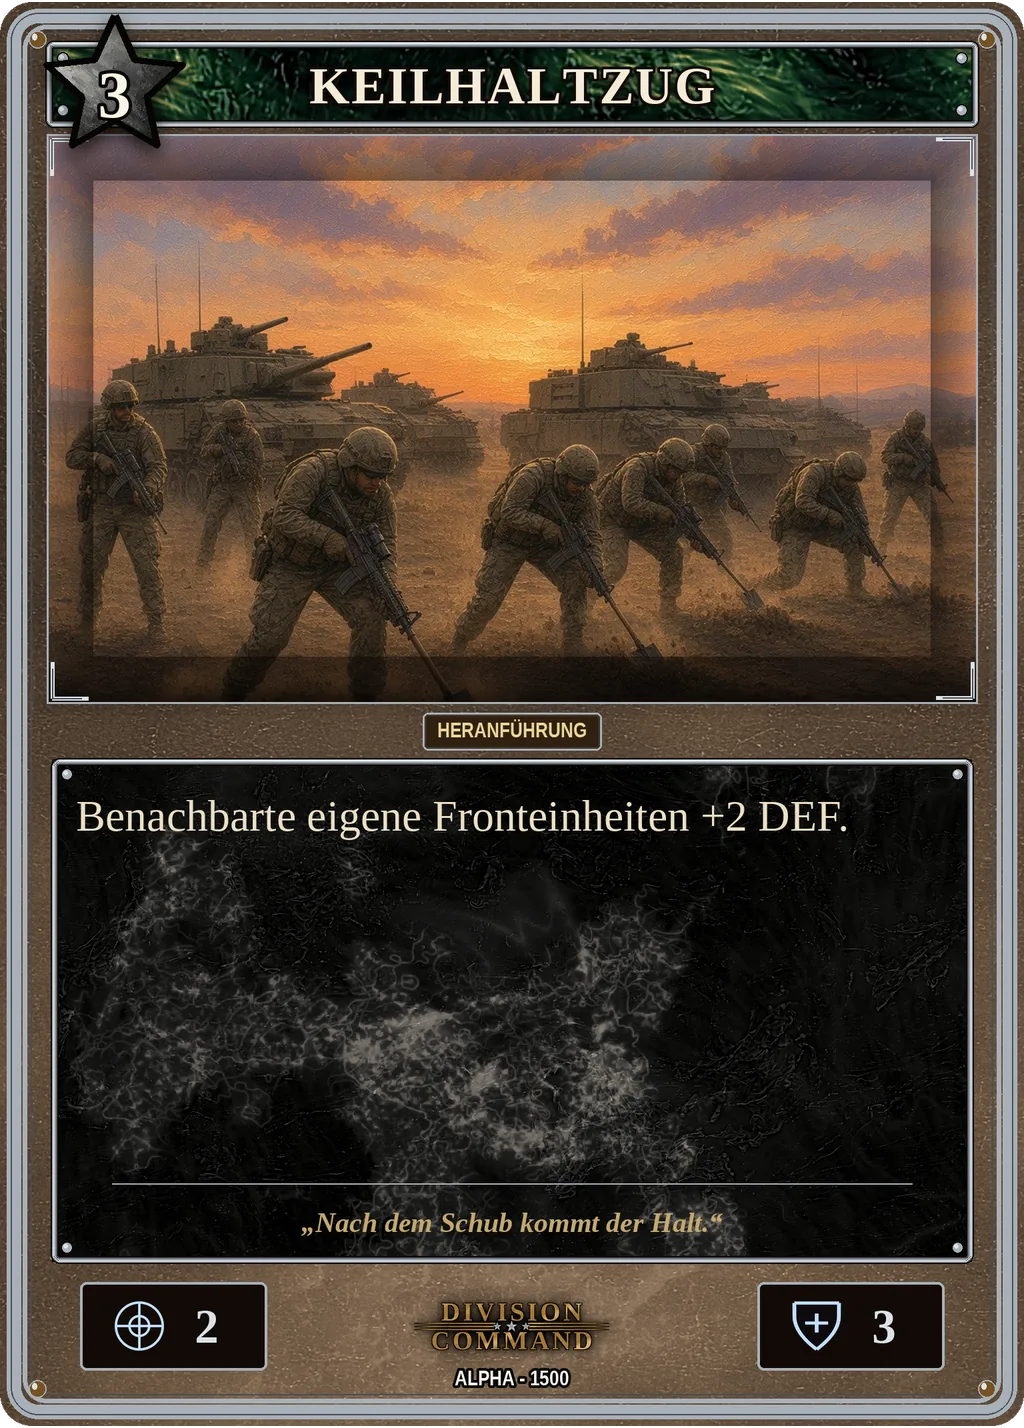 3
KEILHALTZUG
HERANFÜHRUNG
Benachbarte eigene Fronteinheiten +2 DEF.
„Nach dem Schub kommt der Halt.“
2
DIVISION
COMMAND
3
ALPHA - 1500